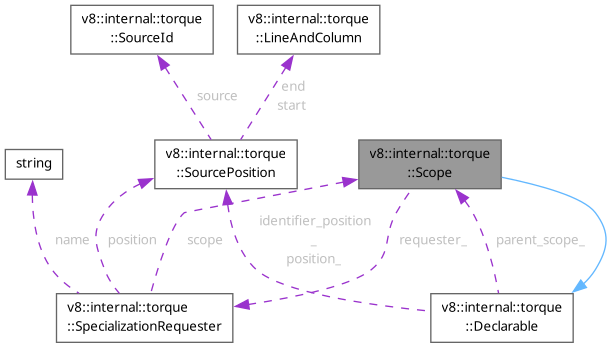 v8::internal::torque
::SourceId
v8::internal::torque
::LineAndColumn
source
end
start
string
v8::internal::torque
::SourcePosition
v8::internal::torque
::Scope
name
position
scope
identifier_position
_
position_
requester_
parent_scope_
v8::internal::torque
::SpecializationRequester
v8::internal::torque
::Declarable